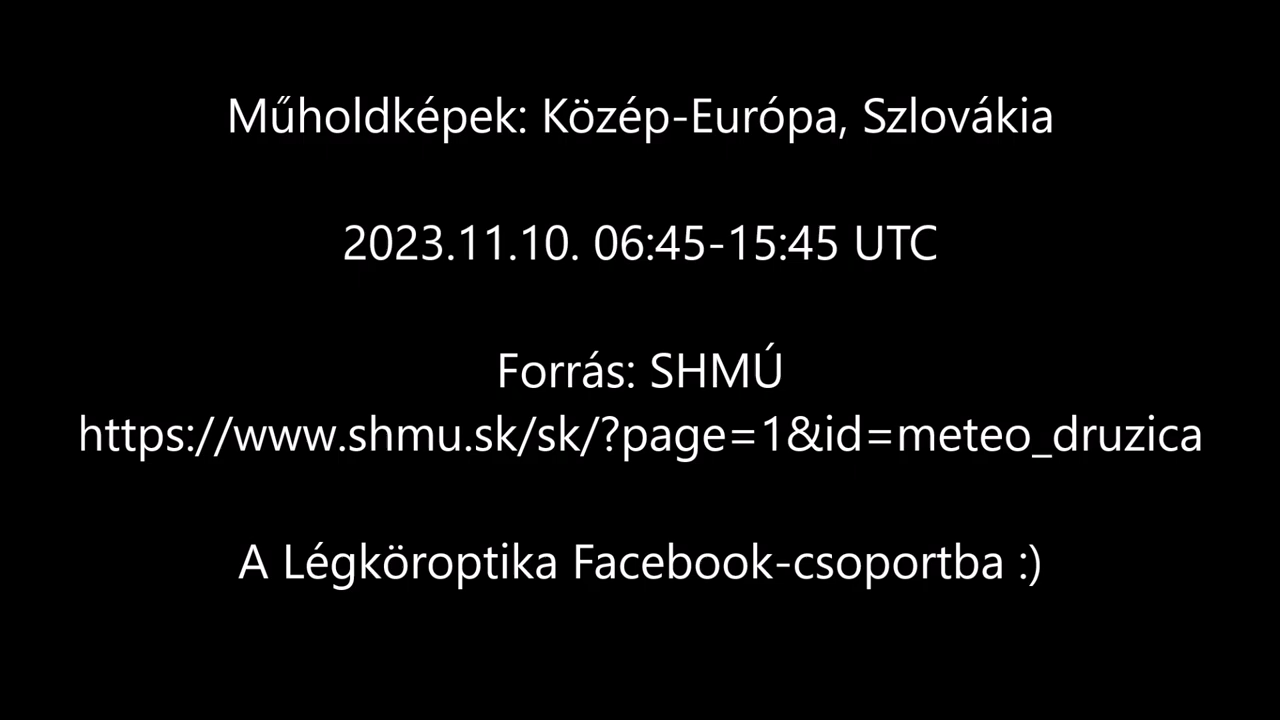 Műholdképek: Közép-Európa, Szlovákia
2023.11.10. 06:45-15:45 UTC
Forrás: SHMÚ
https://www.shmu.sk/sk/?page=1&id=meteo_druzica
A Légköroptika Facebook-csoportba :)